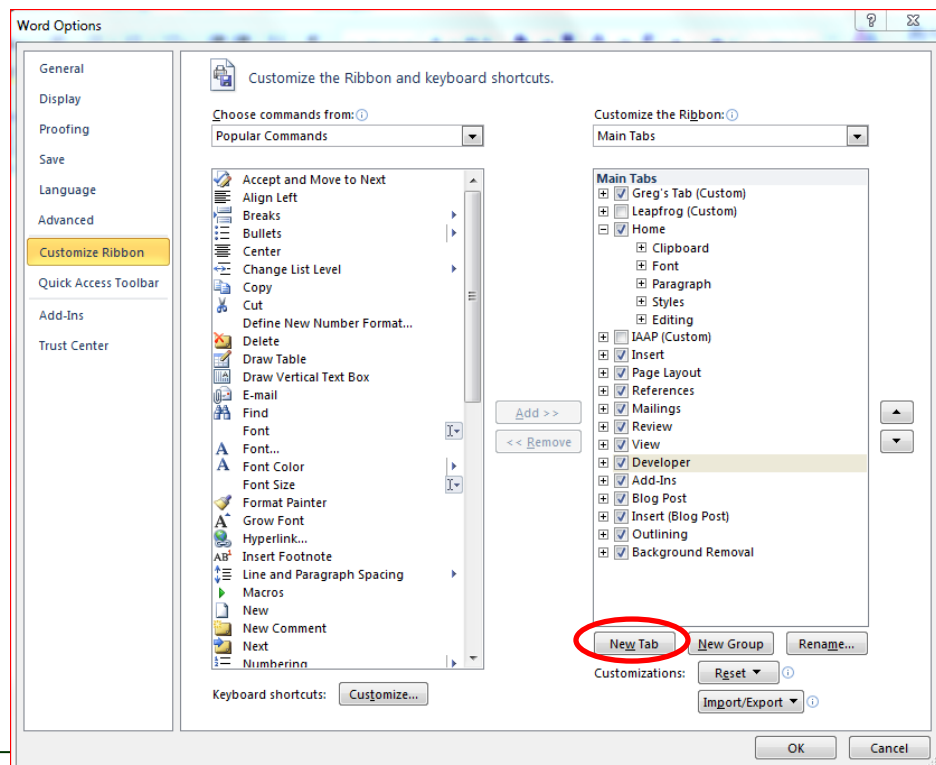 Word Options
General
Display
Proofing
Save
Language
Advanced
Customize Ribbon
Quick Access Toolbar
Add-Ins
Trust Center
Customize the Ribbon and keyboard shortcuts.
Choose commands from:
Popular Commands
Accept and Move to Next
Align Left
Breaks
Bullets
Center
Change List Level
Copy
Cut
Define New Number Format...
Delete
Draw Table
Draw Vertical Text Box
E-mail
Find
Font
Font...
Font Color
Font Size
Format Painter
Grow Font
Hyperlink...
Insert Footnote
Line and Paragraph Spacing
Macros
New
New Comment
Next
Numbering
Keyboard shortcuts: Customize...
Add >>
<< Remove
Customize the Ribbon:
Main Tabs
Main Tabs
Greg's Tab (Custom)
Leapfrog (Custom)
Home
Clipboard
Font
Paragraph
Styles
Editing
IAAP (Custom)
Insert
Page Layout
References
Mailings
Review
View
Developer
Add-Ins
Blog Post
Insert (Blog Post)
Outlining
Background Removal
New Tab New Group Rename...
Customizations: Reset
Import/Export
OK Cancel